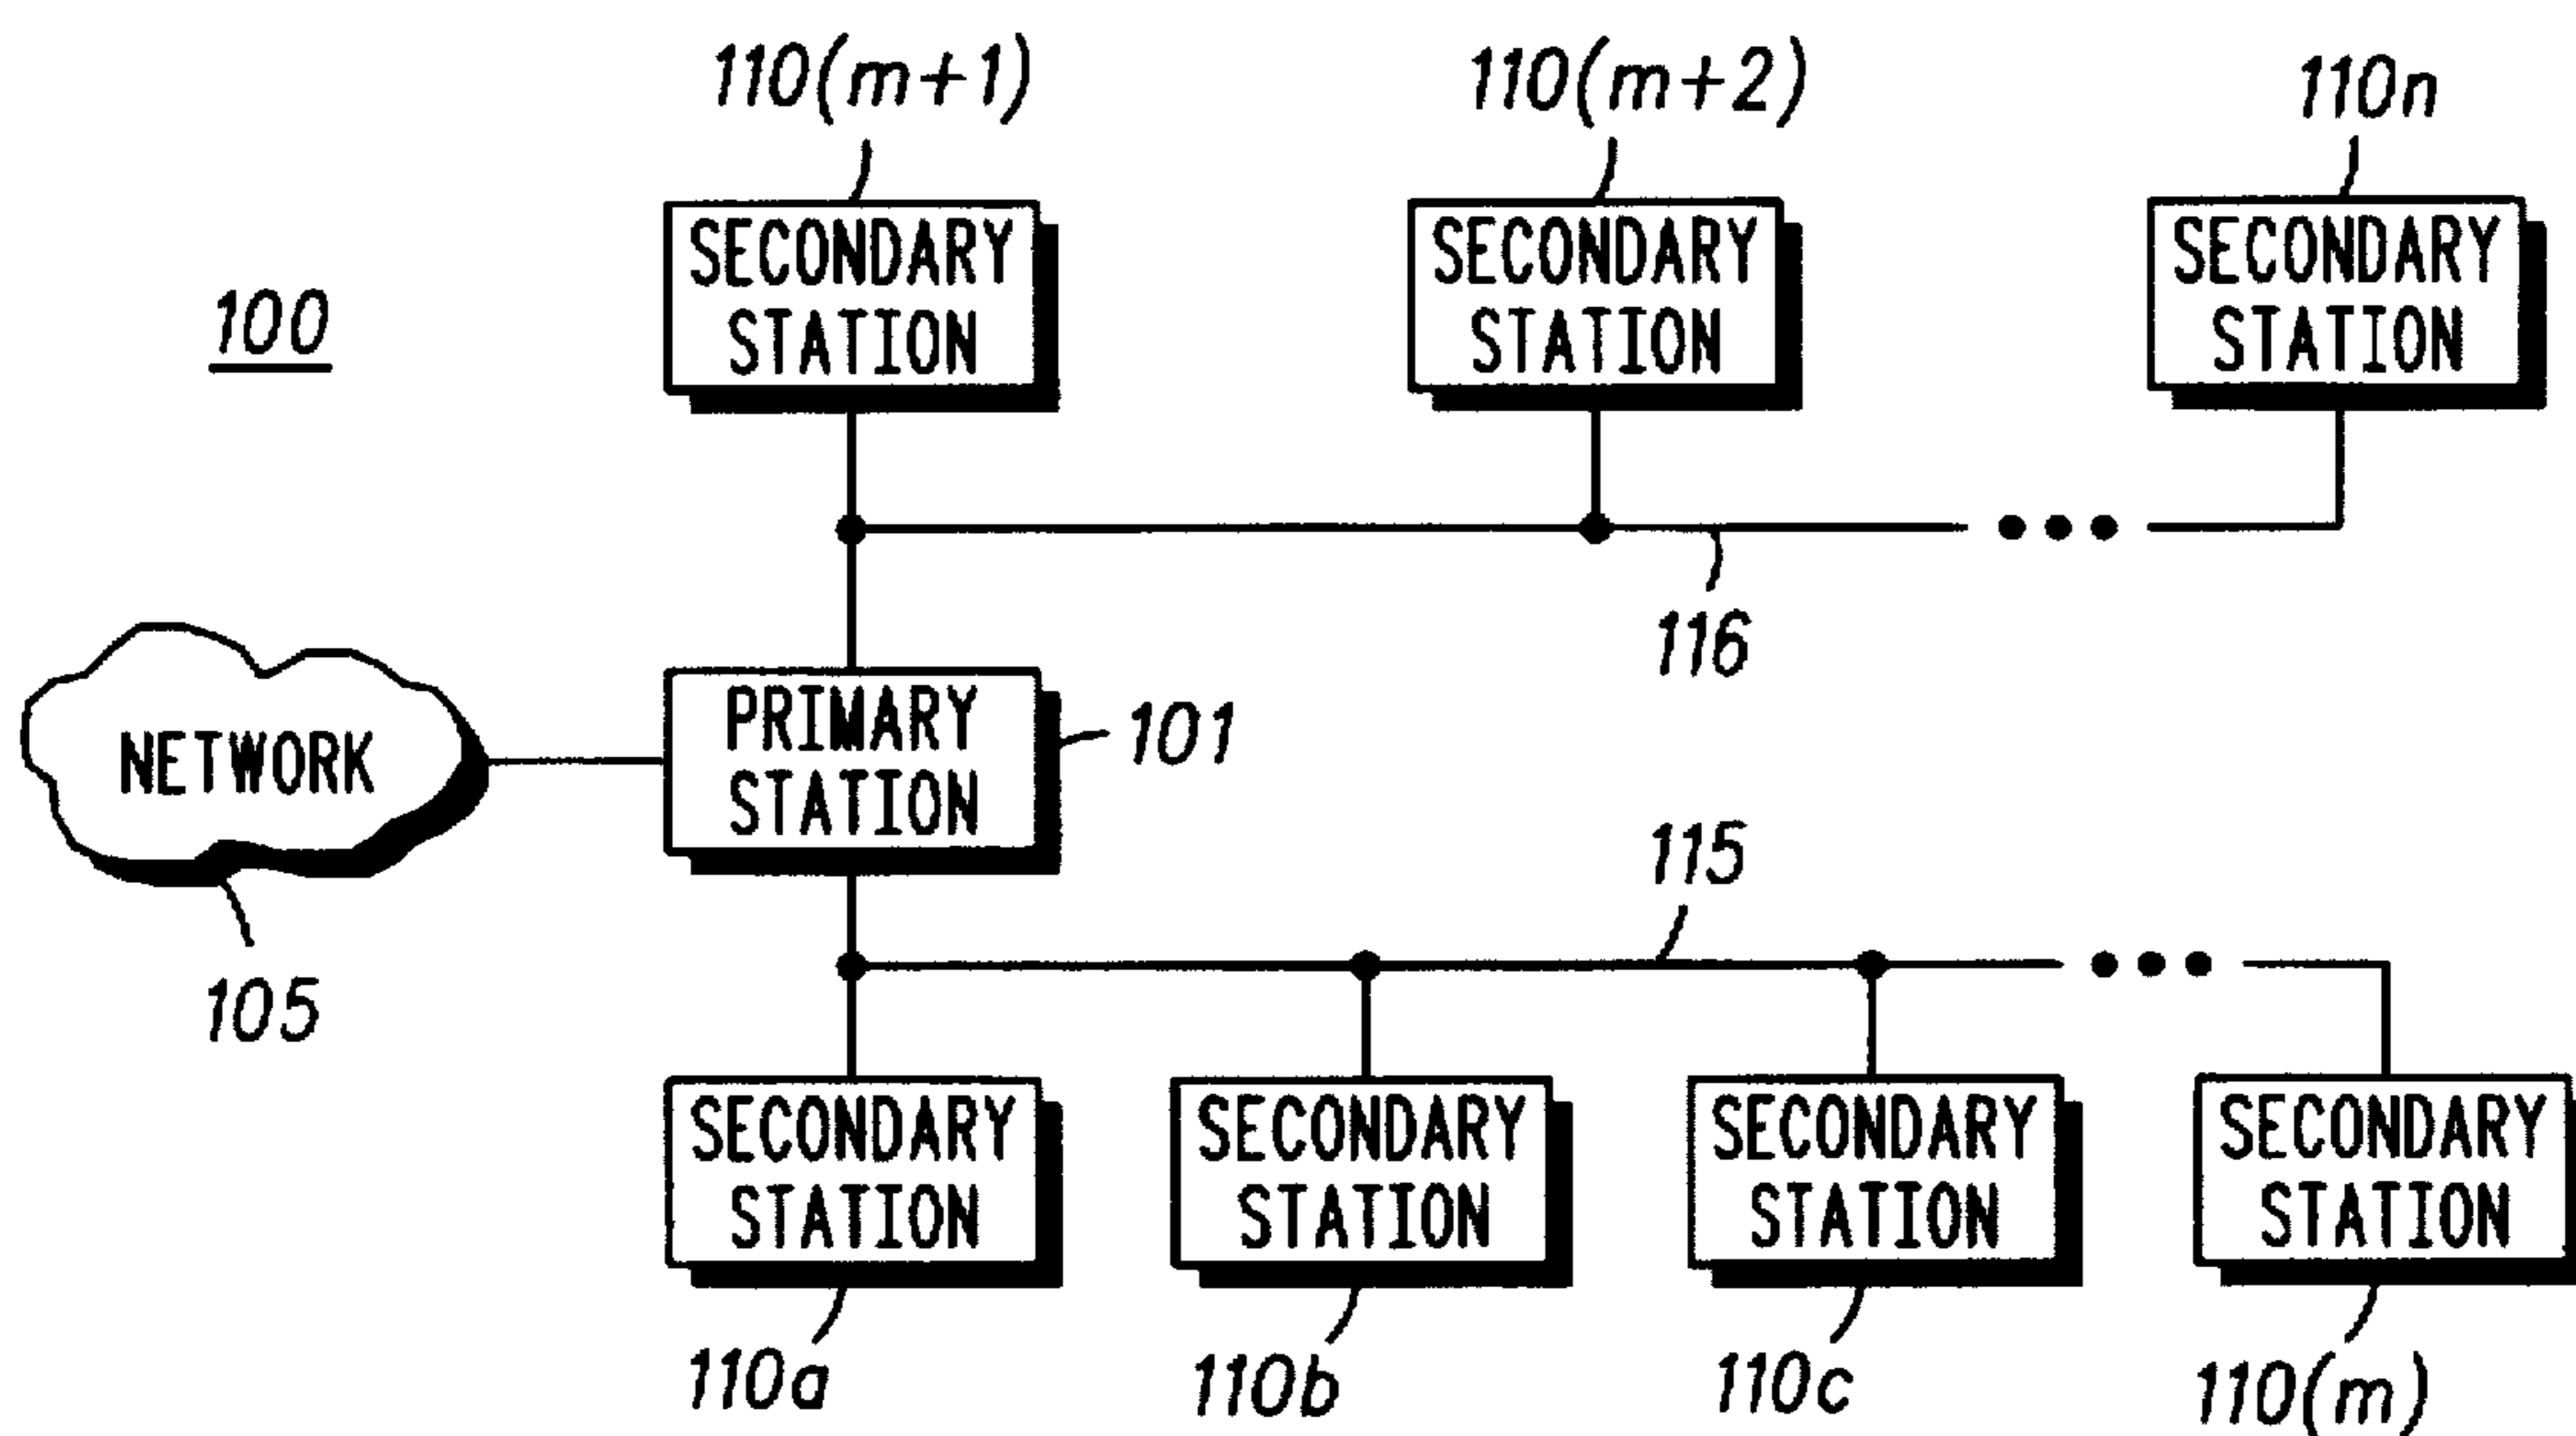 110(m+1)
110(m+2)
110n
SECONDARY
STATION
SECONDARY
STATION
SECONDARY
STATION
100
116
NETWORK
PRIMARY
STATION
101
105
115
SECONDARY
STATION
SECONDARY
STATION
SECONDARY
STATION
SECONDARY
STATION
110a
110b
110c
110(m)